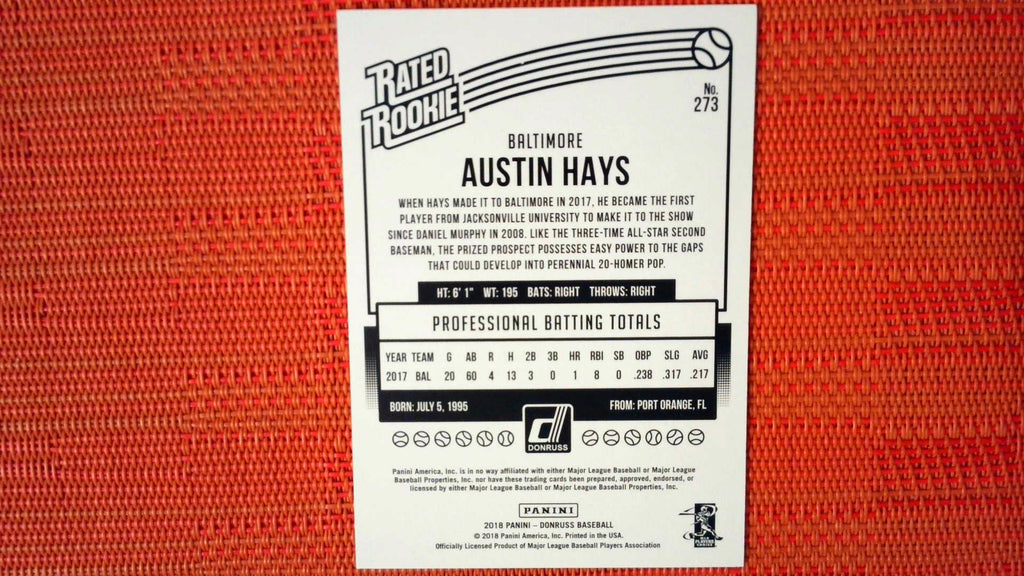 RATED
ROOKIE
No.
273
BALTIMORE
AUSTIN HAYS
WHEN HAYS MADE IT TO BALTIMORE IN 2017, HE BECAME THE FIRST
PLAYER FROM JACKSONVILLE UNIVERSITY TO MAKE IT TO THE SHOW
SINCE DANIEL MURPHY IN 2008. LIKE THE THREE-TIME ALL-STAR SECOND
BASEMAN, THE PRIZED PROSPECT POSSESSES EASY POWER TO THE GAPS
THAT COULD DEVELOP INTO PERENNIAL 20-HOMER POP.
HT: 6' 1" WT: 195 BATS: RIGHT THROWS: RIGHT
PROFESSIONAL BATTING TOTALS
YEAR TEAM G AB R H 2B 3B HR RBI SB OBP SLG AVG
2017 BAL 20 60 4 13 3 0 1 8 0 .238 .317 .217
BORN: JULY 5, 1995 FROM: PORT ORANGE, FL
DONRUSS
Panini America, Inc. is in no way affiliated with either Major League Baseball or Major League
Baseball Properties, Inc. nor have these trading cards been prepared, approved, endorsed, or
licensed by either Major League Baseball or Major League Baseball Properties, Inc.
PANINI
2018 PANINI – DONRUSS BASEBALL
© 2018 Panini America, Inc. Printed in the USA.
Officially Licensed Product of Major League Baseball Players Association